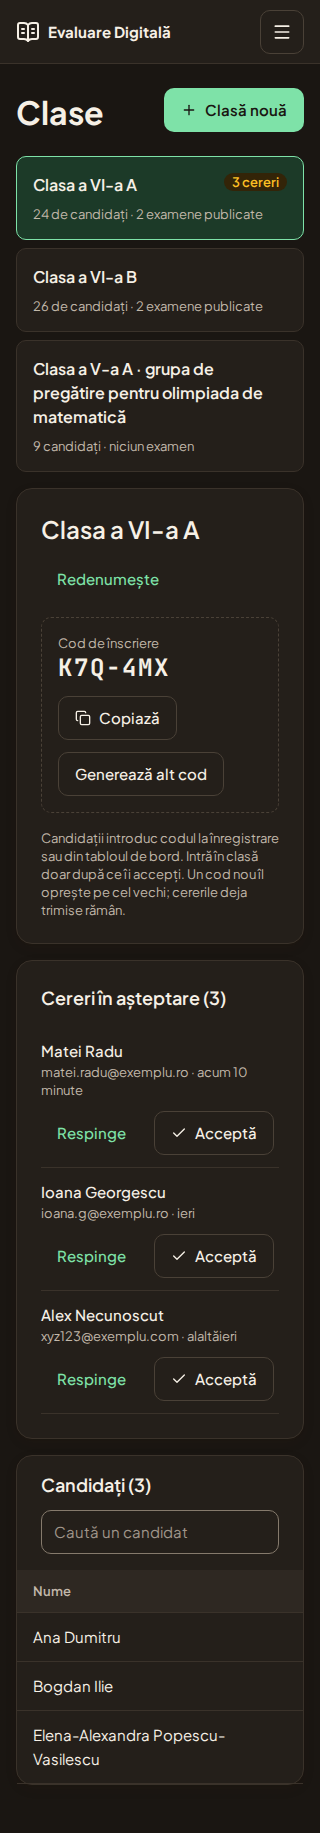 Evaluare Digitală
Clase
Clasă nouă
Clasa a VI-a A
3 cereri
24 de candidați · 2 examene publicate
Clasa a VI-a B
26 de candidați · 2 examene publicate
Clasa a V-a A · grupa de
pregătire pentru olimpiada de
matematică
9 candidați · niciun examen
Clasa a VI-a A
Redenumește
Cod de înscriere
K7Q-4MX
Copiază
Generează alt cod
Candidații introduc codul la înregistrare
sau din tabloul de bord. Intră în clasă
doar după ce îi accepți. Un cod nou îl
oprește pe cel vechi; cererile deja
trimise rămân.
Cereri în așteptare (3)
Matei Radu
matei.radu@exemplu.ro · acum 10
minute
Respinge
Acceptă
Ioana Georgescu
ioana.g@exemplu.ro · ieri
Respinge
Acceptă
Alex Necunoscut
xyz123@exemplu.com · alaltăieri
Respinge
Acceptă
Candidați (3)
Caută un candidat
Nume
Ana Dumitru
Bogdan Ilie
Elena-Alexandra Popescu-
Vasilescu